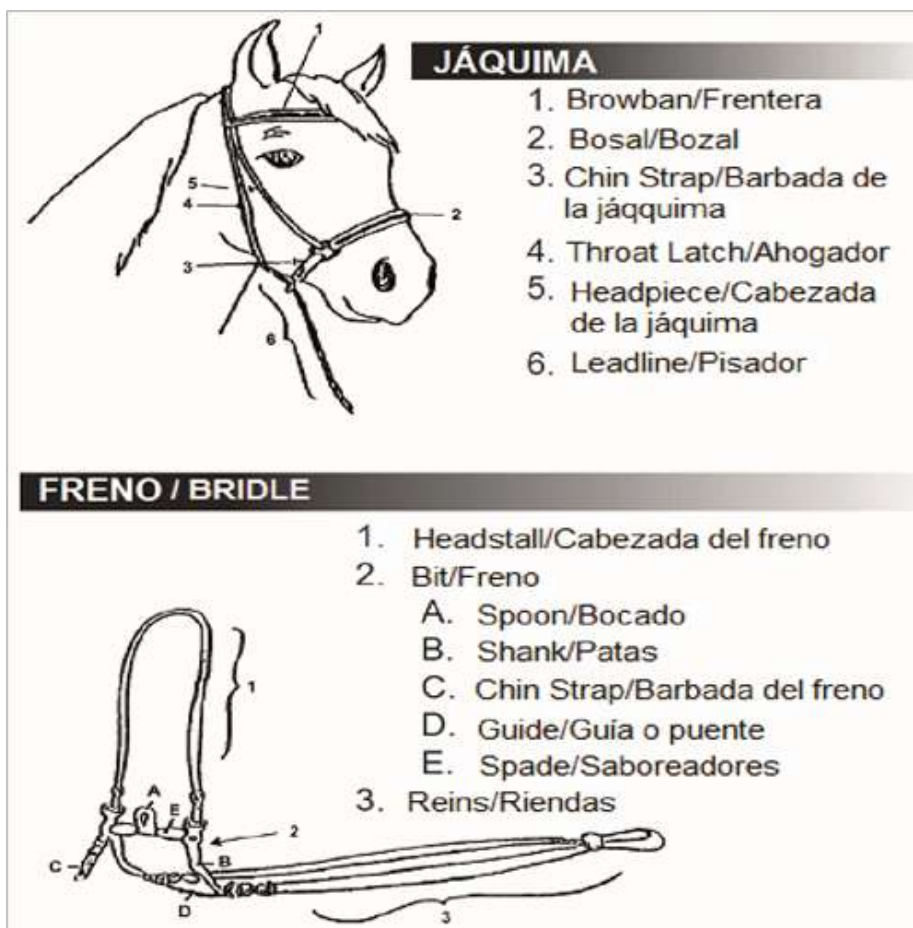 1
JÁQUIMA
1. Browban/Frentera
2. Bosal/Bozal
3. Chin Strap/Barbada de
la jáqquima
4. Throat Latch/Ahogador
5. Headpiece/Cabezada
de la jáquima
6. Leadline/Pisador
5
4
2
3
6
FRENO / BRIDLE
1. Headstall/Cabezada del freno
2. Bit/Freno
A. Spoon/Bocado
B. Shank/Patas
C. Chin Strap/Barbada del freno
D. Guide/Guía o puente
E. Spade/Saboreadores
3. Reins/Riendas
1
A
E
2
C
B
D
3